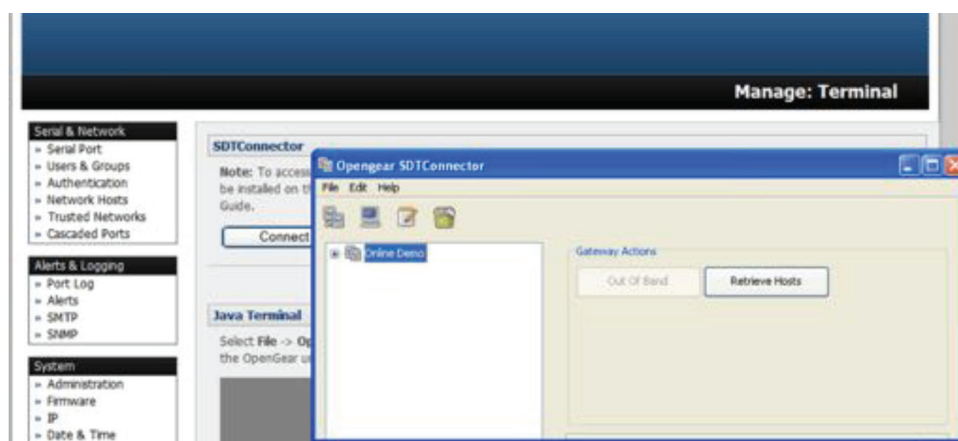 Manage: Terminal
Serial & Network
» Serial Port
» Users & Groups
» Authentication
» Network Hosts
» Trusted Networks
» Cascaded Ports
Alerts & Logging
» Port Log
» Alerts
» SMTP
» SNMP
System
» Administration
» Firmware
» IP
» Date & Time
SDTConnector
Note: To access
be installed on
Guide.
Connect
Java Terminal
Select File ->
the OpenGear
Opengear SDTConnector
File Edit Help
Online Demo
Gateway Actions
Out Of Band
Retrieve Hosts